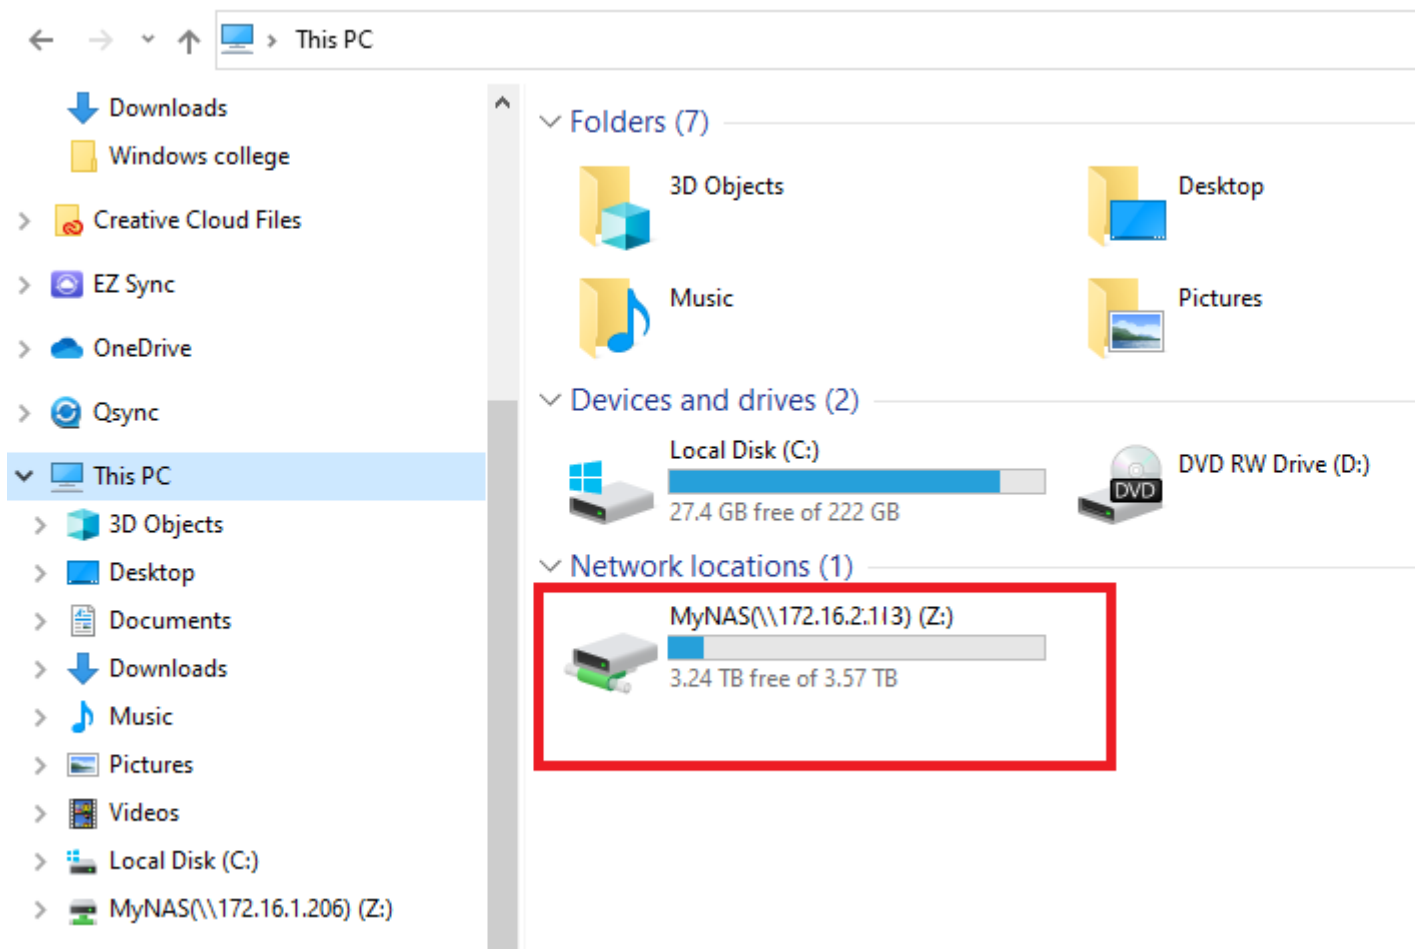 This PC
Downloads
Windows college
Creative Cloud Files
EZ Sync
OneDrive
Qsync
This PC
3D Objects
Desktop
Documents
Downloads
Music
Pictures
Videos
Local Disk (C:)
MyNAS(\\172.16.1.206) (Z:)
Folders (7)
3D Objects
Desktop
Music
Pictures
Devices and drives (2)
Local Disk (C:)
27.4 GB free of 222 GB
DVD RW Drive (D:)
DVD
Network locations (1)
MyNAS(\\172.16.2.113) (Z:)
3.24 TB free of 3.57 TB